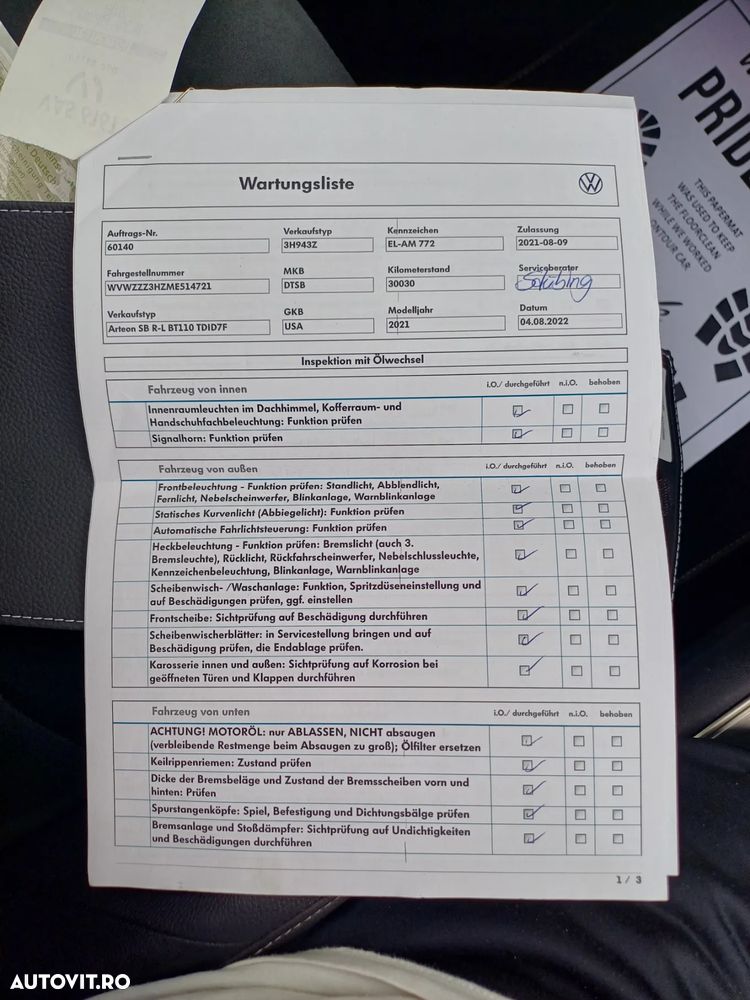 Wartungsliste
Auftrags-Nr. Verkaufstyp Kennzeichen Zulassung
60140 3H943Z EL-AM 772 2021-08-09
Fahrgestellnummer MKB Kilometerstand Serviceberater
WVWZZZ3HZME514721 DTSB 30030
Verkaufstyp GKB Modelljahr Datum
Arteon SB R-L BT110 TDID7F USA 2021 04.08.2022
Inspektion mit Ölwechsel
Fahrzeug von innen i.O./ durchgeführt n.i.O. behoben
Innenraumleuchten im Dachhimmel, Kofferraum- und
Handschuhfachbeleuchtung: Funktion prüfen
Signalhorn: Funktion prüfen
Fahrzeug von außen i.O./ durchgeführt n.i.O. behoben
Frontbeleuchtung - Funktion prüfen: Standlicht, Abblendlicht,
Fernlicht, Nebelscheinwerfer, Blinkanlage, Warnblinkanlage
Statisches Kurvenlicht (Abbiegelicht): Funktion prüfen
Automatische Fahrlichtsteuerung: Funktion prüfen
Heckbeleuchtung - Funktion prüfen: Bremslicht (auch 3.
Bremsleuchte), Rücklicht, Rückfahrscheinwerfer, Nebelschlussleuchte,
Kennzeichenbeleuchtung, Blinkanlage, Warnblinkanlage
Scheibenwisch- /Waschanlage: Funktion, Spritzdüseneinstellung und
auf Beschädigungen prüfen, ggf. einstellen
Frontscheibe: Sichtprüfung auf Beschädigung durchführen
Scheibenwischerblätter: in Servicestellung bringen und auf
Beschädigung prüfen, die Endablage prüfen.
Karosserie innen und außen: Sichtprüfung auf Korrosion bei
geöffneten Türen und Klappen durchführen
Fahrzeug von unten i.O./ durchgeführt n.i.O. behoben
ACHTUNG! MOTORÖL: nur ABLASSEN, NICHT absaugen
(verbleibende Restmenge beim Absaugen zu groß); Ölfilter ersetzen
Keilrippenriemen: Zustand prüfen
Dicke der Bremsbeläge und Zustand der Bremsscheiben vorn und
hinten: Prüfen
Spurstangenköpfe: Spiel, Befestigung und Dichtungsbälge prüfen
Bremsanlage und Stoßdämpfer: Sichtprüfung auf Undichtigkeiten
und Beschädigungen durchführen
1 / 3
THIS PAPERMAT
WAS USED TO KEEP
THE FLOORCLEAN
WHILE WE WORKED
AUTOVIT.RO